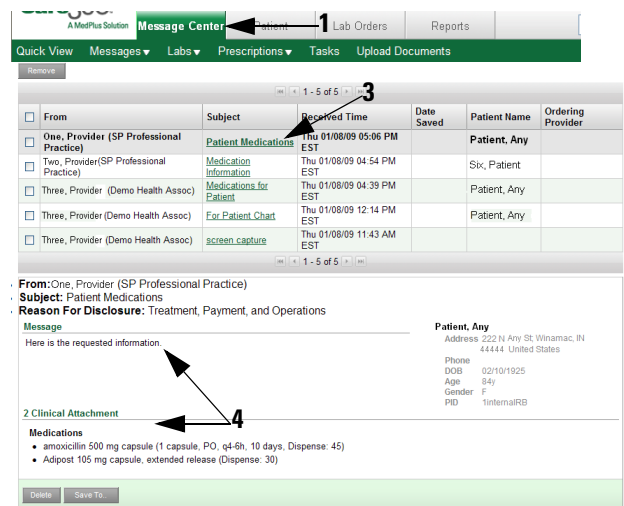 A MedPlus Solution
Message Center
1
Patient
Lab Orders
Reports
Quick View Messages Labs Prescriptions Tasks Upload Documents
Remove
1 - 5 of 5
3
From Subject Received Time Date Saved Patient Name Ordering Provider
One, Provider (SP Professional Practice) Patient Medications Thu 01/08/09 05:06 PM EST Patient, Any
Two, Provider(SP Professional Practice) Medication Information Thu 01/08/09 04:54 PM EST Six, Patient
Three, Provider (Demo Health Assoc) Medications for Patient Thu 01/08/09 04:39 PM EST Patient, Any
Three, Provider (Demo Health Assoc) For Patient Chart Thu 01/08/09 12:14 PM EST Patient, Any
Three, Provider (Demo Health Assoc) screen capture Thu 01/08/09 11:43 AM EST
1 - 5 of 5
From:One, Provider (SP Professional Practice)
Subject: Patient Medications
Reason For Disclosure: Treatment, Payment, and Operations
Message
Here is the requested information.
Patient, Any
Address 222 N Any St; Winamac, IN
44444 United States
Phone
DOB 02/10/1925
Age 84y
Gender F
PID 1internalRB
4
2 Clinical Attachment
Medications
• amoxicillin 500 mg capsule (1 capsule, PO, q4-6h, 10 days, Dispense: 45)
• Adipost 105 mg capsule, extended release (Dispense: 30)
Delete Save To..